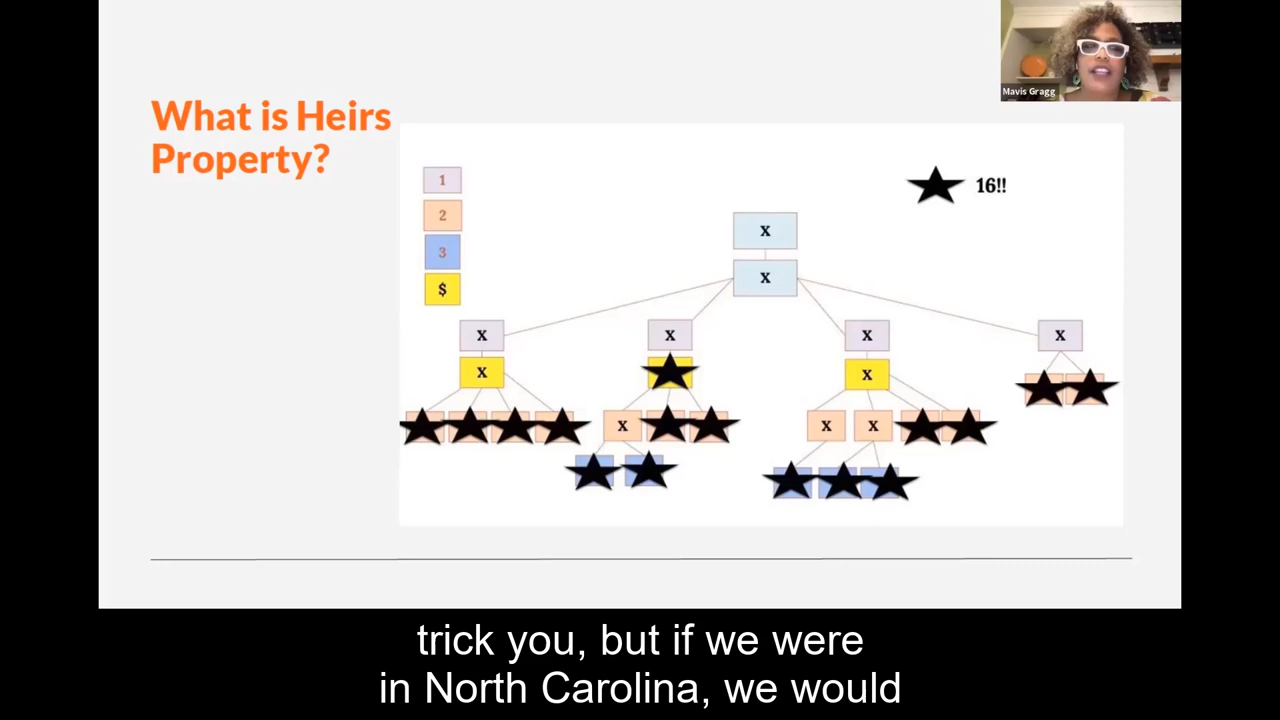 Mavis Gragg
What is Heirs
Property?
1
2
3
$
16!!
x
x
x
x
x
x
x
x
x
x
x
trick you, but if we were
in North Carolina, we would